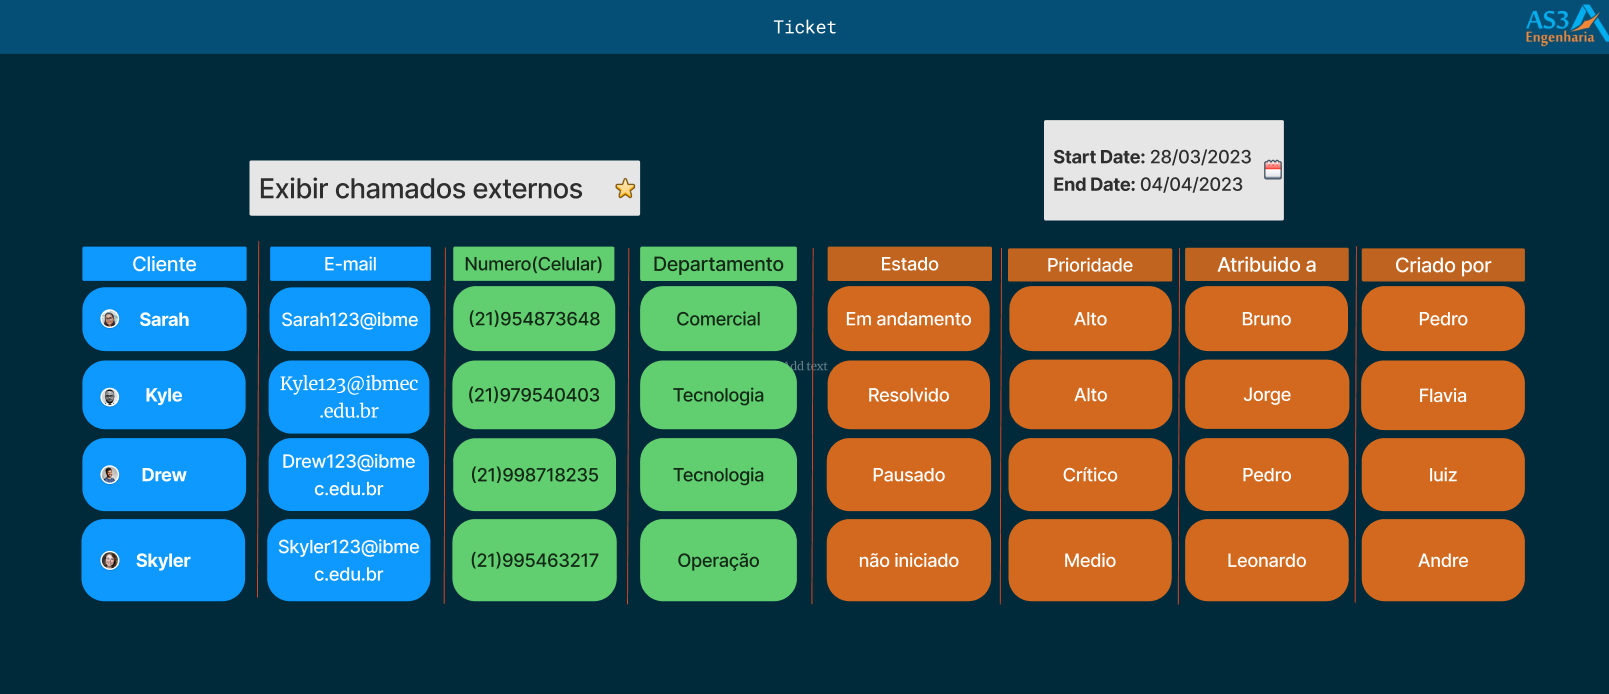 Ticket
AS3
Engenharia
Start Date: 28/03/2023
End Date: 04/04/2023
Exibir chamados externos
Cliente E-mail Numero(Celular) Departamento Estado Prioridade Atribuido a Criado por
Sarah Sarah123@ibme (21)954873648 Comercial Em andamento Alto Bruno Pedro
Add text
Kyle Kyle123@ibmec
.edu.br (21)979540403 Tecnologia Resolvido Alto Jorge Flavia
Drew Drew123@ibme
c.edu.br (21)998718235 Tecnologia Pausado Crítico Pedro luiz
Skyler Skyler123@ibme
c.edu.br (21)995463217 Operação não iniciado Medio Leonardo Andre